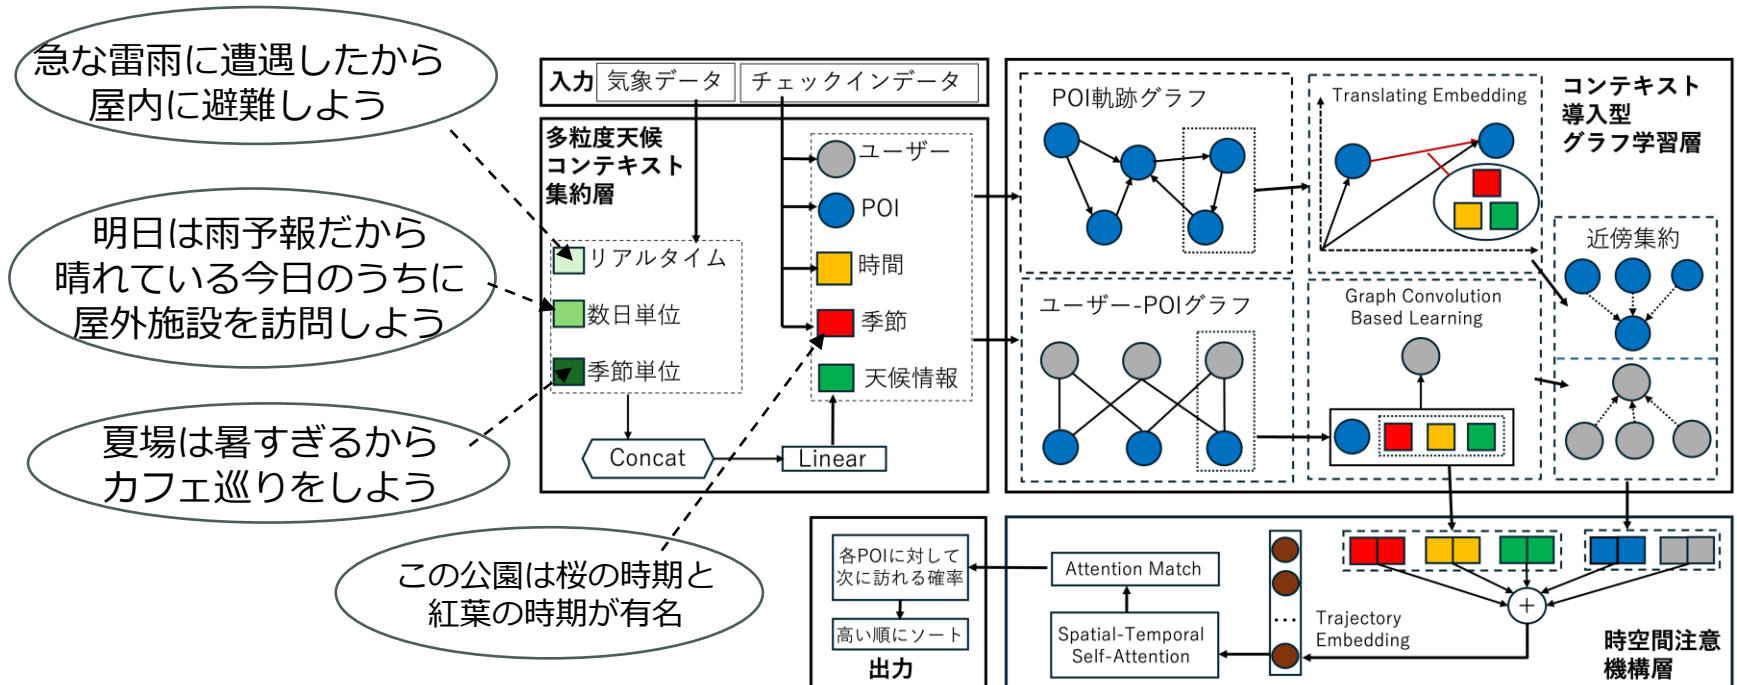 急な雷雨に遭遇したから
屋内に避難しよう
明日は雨予報だから
晴れている今日のうちに
屋外施設を訪問しよう
夏場は暑すぎるから
カフェ巡りをしよう
この公園は桜の時期と
紅葉の時期が有名
入力
気象データ
チェックインデータ
多粒度天候
コンテキスト
集約層
リアルタイム
数日単位
季節単位
ユーザー
POI
時間
季節
天候情報
Concat
Linear
コンテキスト
導入型
グラフ学習層
POI軌跡グラフ
Translating Embedding
ユーザー-POIグラフ
Graph Convolution
Based Learning
近傍集約
各POIに対して
次に訪れる確率
高い順にソート
出力
Attention Match
Spatial-Temporal
Self-Attention
...
Trajectory
Embedding
+
時空間注意
機構層